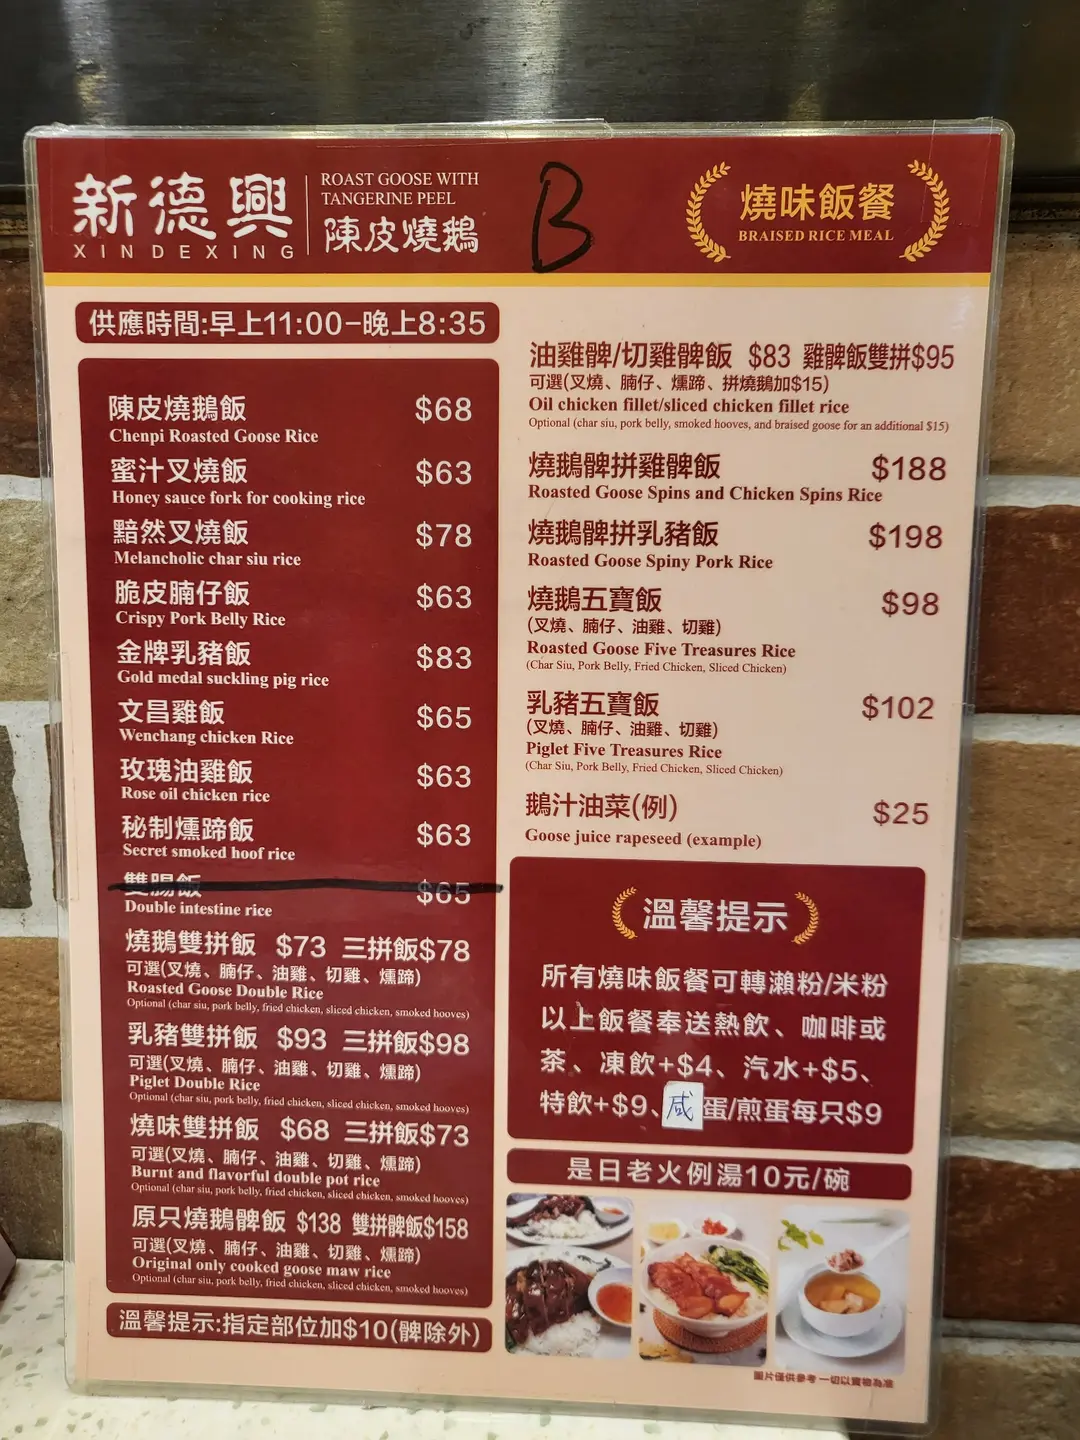 新德興
XINDEXING
ROAST GOOSE WITH
TANGERINE PEEL
陳皮燒鵝
B
燒味飯餐
BRAISED RICE MEAL
供應時間:早上11:00-晚上8:35
陳皮燒鵝飯 $68
Chenpi Roasted Goose Rice
蜜汁叉燒飯 $63
Honey sauce fork for cooking rice
黯然叉燒飯 $78
Melancholic char siu rice
脆皮腩仔飯 $63
Crispy Pork Belly Rice
金牌乳豬飯 $83
Gold medal suckling pig rice
文昌雞飯 $65
Wenchang chicken Rice
玫瑰油雞飯 $63
Rose oil chicken rice
秘制燻蹄飯 $63
Secret smoked hoof rice
雙腸飯 $65
Double intestine rice
燒鵝雙拼飯 $73 三拼飯$78
可選(叉燒、腩仔、油雞、切雞、燻蹄)
Roasted Goose Double Rice
Optional (char siu, pork belly, fried chicken, sliced chicken, smoked hooves)
乳豬雙拼飯 $93 三拼飯$98
可選(叉燒、腩仔、油雞、切雞、燻蹄)
Piglet Double Rice
Optional (char siu, pork belly, fried chicken, sliced chicken, smoked hooves)
燒味雙拼飯 $68 三拼飯$73
可選(叉燒、腩仔、油雞、切雞、燻蹄)
Burnt and flavorful double pot rice
Optional (char siu, pork belly, fried chicken, sliced chicken, smoked hooves)
原只燒鵝髀飯 $138 雙拼髀飯$158
可選(叉燒、腩仔、油雞、切雞、燻蹄)
Original only cooked goose maw rice
Optional (char siu, pork belly, fried chicken, sliced chicken, smoked hooves)
溫馨提示:指定部位加$10(髀除外)
油雞髀/切雞髀飯 $83 雞髀飯雙拼$95
可選(叉燒、腩仔、燻蹄、拼燒鵝加$15)
Oil chicken fillet/sliced chicken fillet rice
Optional (char siu, pork belly, smoked hooves, and braised goose for an additional $15)
燒鵝髀拼雞髀飯 $188
Roasted Goose Spins and Chicken Spins Rice
燒鵝髀拼乳豬飯 $198
Roasted Goose Spiny Pork Rice
燒鵝五寶飯 $98
(叉燒、腩仔、油雞、切雞)
Roasted Goose Five Treasures Rice
(Char Siu, Pork Belly, Fried Chicken, Sliced Chicken)
乳豬五寶飯 $102
(叉燒、腩仔、油雞、切雞)
Piglet Five Treasures Rice
(Char Siu, Pork Belly, Fried Chicken, Sliced Chicken)
鵝汁油菜(例) $25
Goose juice rapeseed (example)
溫馨提示
所有燒味飯餐可轉瀨粉/米粉
以上飯餐奉送熱飲、咖啡或
茶、凍飲+$4、汽水+$5、
特飲+$9、咸蛋/煎蛋每只$9
是日老火例湯10元/碗
圖片僅供參考 一切以實物為准